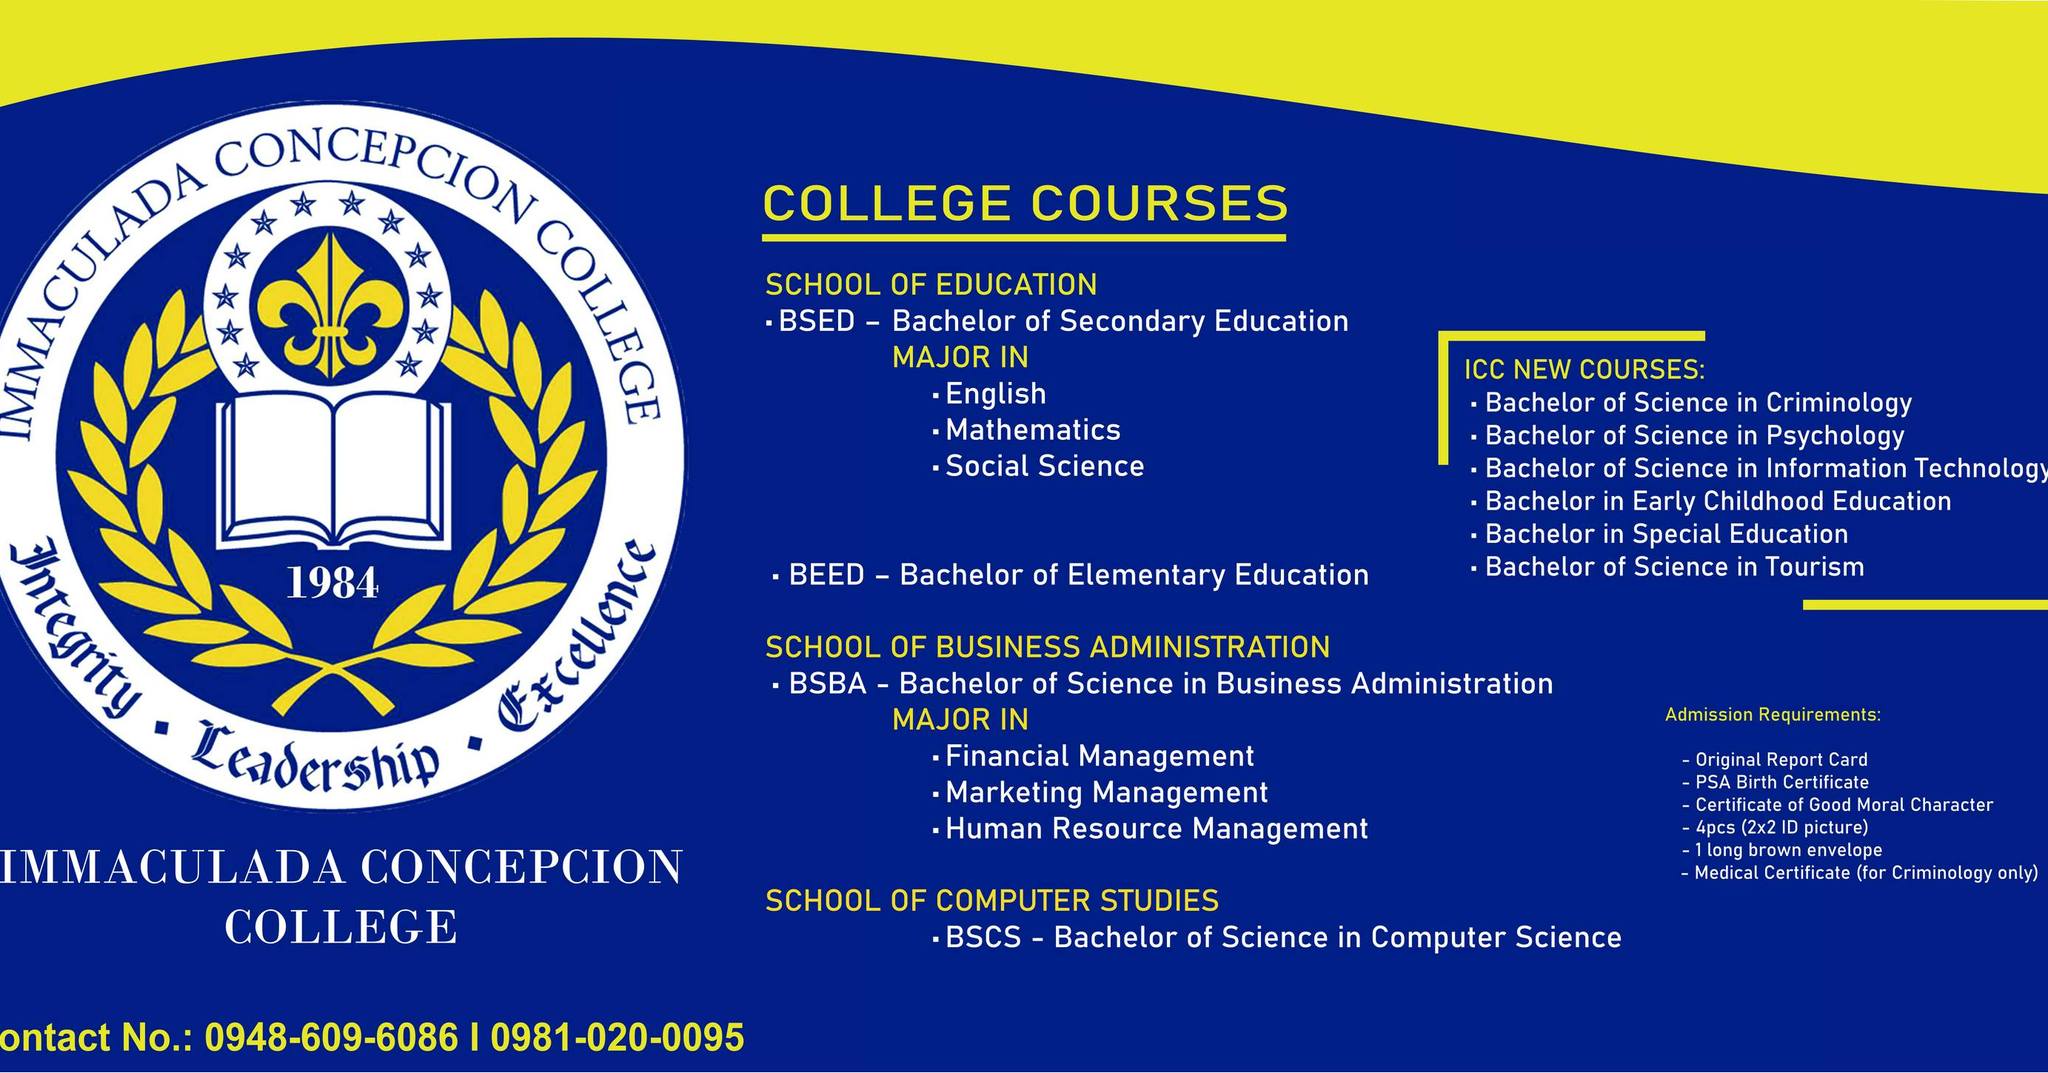 IMMACULADA CONCEPCION COLLEGE
1984
Integrity · Leadership · Excellence
IMMACULADA CONCEPCION
COLLEGE
ontact No.: 0948-609-6086 I 0981-020-0095
COLLEGE COURSES
SCHOOL OF EDUCATION
▪ BSED – Bachelor of Secondary Education
MAJOR IN
▪ English
▪ Mathematics
▪ Social Science
▪ BEED – Bachelor of Elementary Education
SCHOOL OF BUSINESS ADMINISTRATION
▪ BSBA - Bachelor of Science in Business Administration
MAJOR IN
▪ Financial Management
▪ Marketing Management
▪ Human Resource Management
SCHOOL OF COMPUTER STUDIES
▪ BSCS - Bachelor of Science in Computer Science
ICC NEW COURSES:
▪ Bachelor of Science in Criminology
▪ Bachelor of Science in Psychology
▪ Bachelor of Science in Information Technology
▪ Bachelor in Early Childhood Education
▪ Bachelor in Special Education
▪ Bachelor of Science in Tourism
Admission Requirements:
- Original Report Card
- PSA Birth Certificate
- Certificate of Good Moral Character
- 4pcs (2x2 ID picture)
- 1 long brown envelope
- Medical Certificate (for Criminology only)